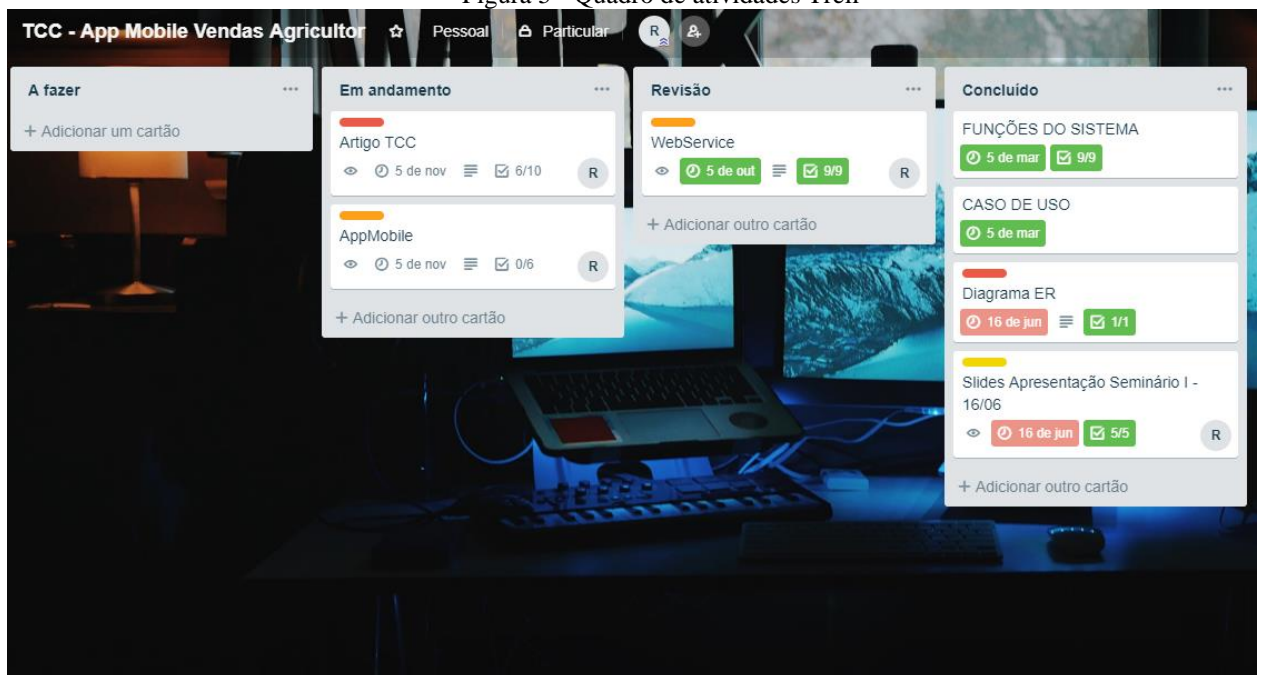 Figura 3 - Quadro de atividades Trell
TCC - App Mobile Vendas Agricultor Pessoal Particular R
A fazer
+ Adicionar um cartão
Em andamento
Artigo TCC
5 de nov 6/10 R
AppMobile
5 de nov 0/6 R
+ Adicionar outro cartão
Revisão
WebService
5 de out 9/9 R
+ Adicionar outro cartão
Concluído
FUNÇÕES DO SISTEMA
5 de mar 9/9
CASO DE USO
5 de mar
Diagrama ER
16 de jun 1/1
Slides Apresentação Seminário I -
16/06
16 de jun 5/5 R
+ Adicionar outro cartão